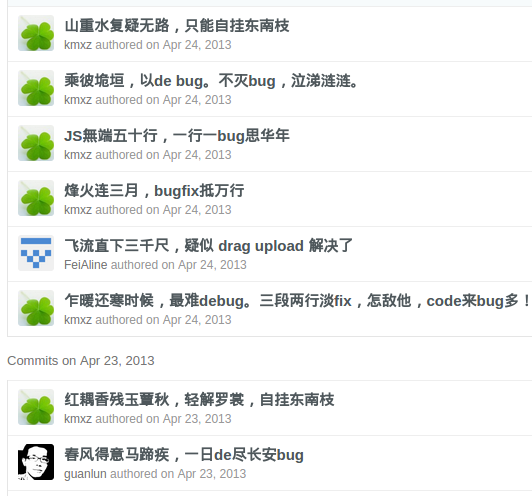 山重水复疑无路，只能自挂东南枝
kmxz authored on Apr 24, 2013
乘彼垝垣，以de bug。不灭bug，泣涕涟涟。
kmxz authored on Apr 24, 2013
JS無端五十行，一行一bug思华年
kmxz authored on Apr 24, 2013
烽火连三月，bugfix抵万行
kmxz authored on Apr 24, 2013
飞流直下三千尺，疑似 drag upload 解决了
FeiAline authored on Apr 24, 2013
乍暖还寒时候，最难debug。三段两行淡fix，怎敌他，code来bug多！
kmxz authored on Apr 24, 2013
Commits on Apr 23, 2013
红耦香残玉蕈秋，轻解罗裳，自挂东南枝
kmxz authored on Apr 23, 2013
春风得意马蹄疾，一日de尽长安bug
guanlun authored on Apr 23, 2013